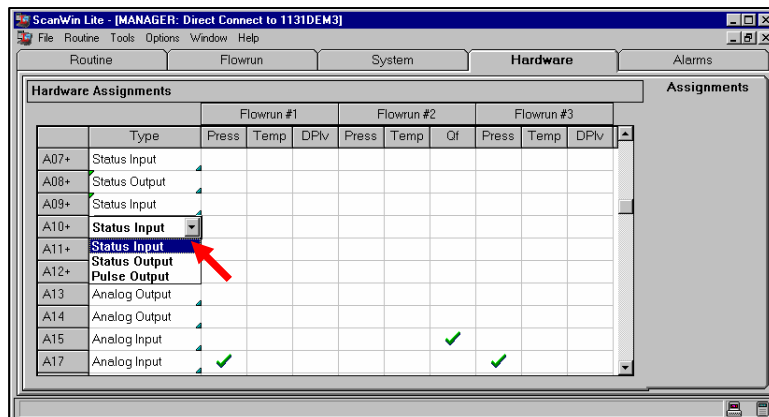 ScanWin Lite - [MANAGER: Direct Connect to 1131DEM3]
File Routine Tools Options Window Help
Routine Flowrun System Hardware Alarms
Hardware Assignments Assignments
Flowrun #1 Flowrun #2 Flowrun #3
Type Press Temp DPlv Press Temp Qf Press Temp DPlv
A07+ Status Input
A08+ Status Output
A09+ Status Input
A10+ Status Input
A11+ Status Input
Status Output
A12+ Pulse Output
A13 Analog Output
A14 Analog Output
A15 Analog Input
A17 Analog Input